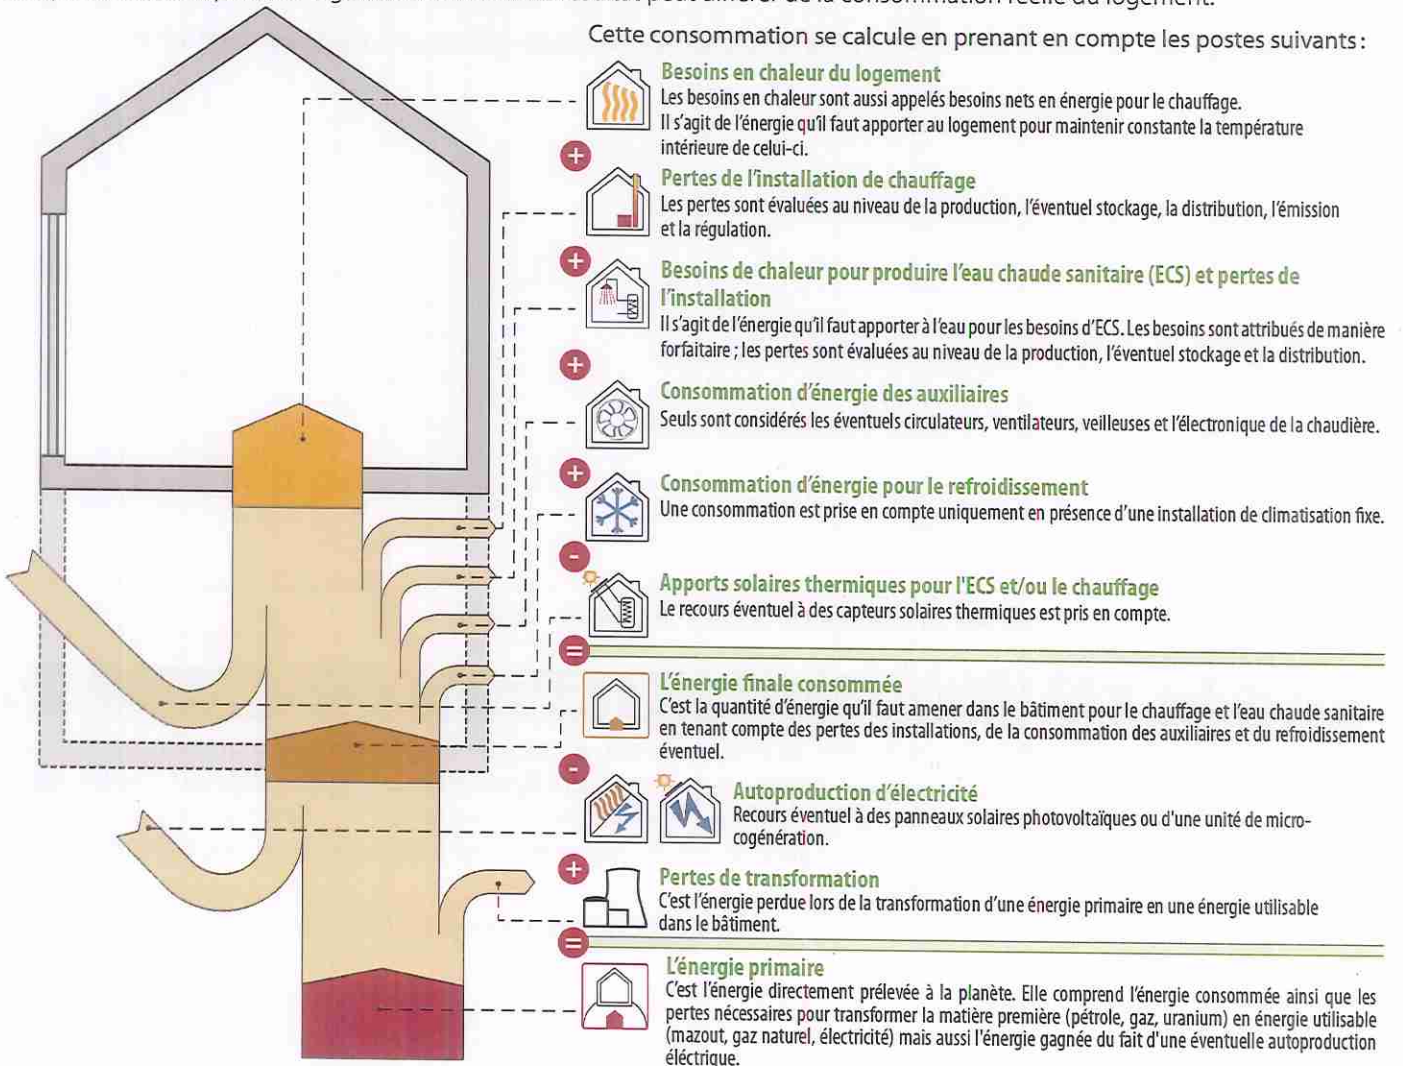 peut différer de la consommation réelle du logement.
Cette consommation se calcule en prenant en compte les postes suivants :
Besoins en chaleur du logement
Les besoins en chaleur sont aussi appelés besoins nets en énergie pour le chauffage.
Il s'agit de l'énergie qu'il faut apporter au logement pour maintenir constante la température
intérieure de celui-ci.
+
Pertes de l'installation de chauffage
Les pertes sont évaluées au niveau de la production, l'éventuel stockage, la distribution, l'émission
et la régulation.
+
Besoins de chaleur pour produire l'eau chaude sanitaire (ECS) et pertes de
l'installation
Il s'agit de l'énergie qu'il faut apporter à l'eau pour les besoins d'ECS. Les besoins sont attribués de manière
forfaitaire ; les pertes sont évaluées au niveau de la production, l'éventuel stockage et la distribution.
+
Consommation d'énergie des auxiliaires
Seuls sont considérés les éventuels circulateurs, ventilateurs, veilleuses et l'électronique de la chaudière.
+
Consommation d'énergie pour le refroidissement
Une consommation est prise en compte uniquement en présence d'une installation de climatisation fixe.
-
Apports solaires thermiques pour l'ECS et/ou le chauffage
Le recours éventuel à des capteurs solaires thermiques est pris en compte.
=
L'énergie finale consommée
C'est la quantité d'énergie qu'il faut amener dans le bâtiment pour le chauffage et l'eau chaude sanitaire
en tenant compte des pertes des installations, de la consommation des auxiliaires et du refroidissement
éventuel.
-
Autoproduction d'électricité
Recours éventuel à des panneaux solaires photovoltaïques ou d'une unité de micro-
cogénération.
+
Pertes de transformation
C'est l'énergie perdue lors de la transformation d'une énergie primaire en une énergie utilisable
dans le bâtiment.
=
L'énergie primaire
C'est l'énergie directement prélevée à la planète. Elle comprend l'énergie consommée ainsi que les
pertes nécessaires pour transformer la matière première (pétrole, gaz, uranium) en énergie utilisable
(mazout, gaz naturel, électricité) mais aussi l'énergie gagnée du fait d'une éventuelle autoproduction
éléctrique.